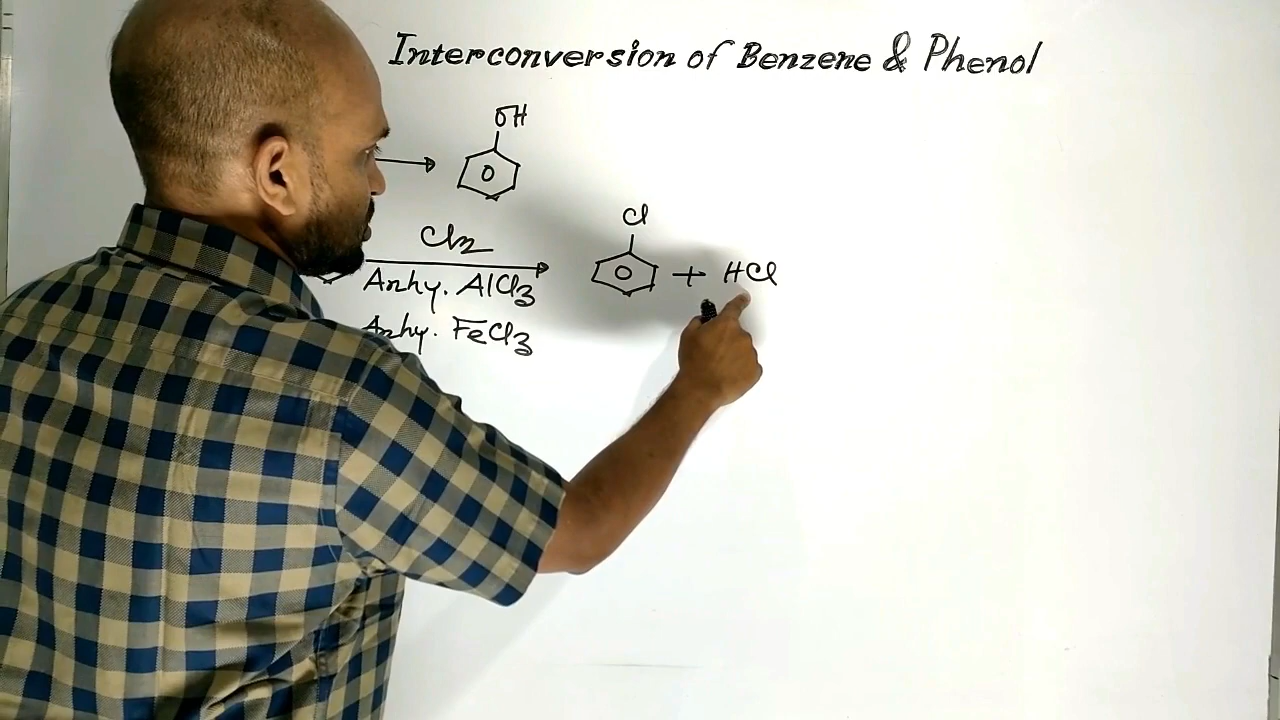 Interconversion of Benzene & Phenol
OH
Cl2
Cl
Anhy. AlCl3
+ HCl
Anhy. FeCl3